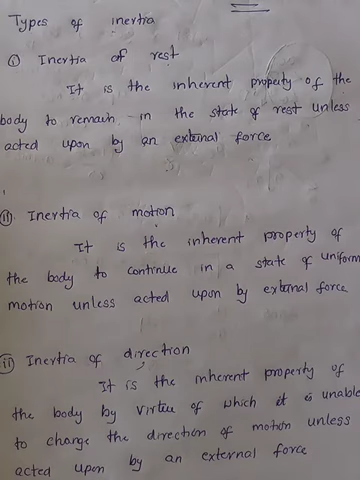 Types of inertia
(i) Inertia of rest
It is the inherent property of the
body to remain in the state of rest unless
acted upon by an external force
(ii) Inertia of motion
It is the inherent property of
the body to continue in a state of uniform
motion unless acted upon by external force
(ii) Inertia of direction
It is the inherent property of
the body by virtue of which it is unable
to change the direction of motion unless
acted upon by an external force